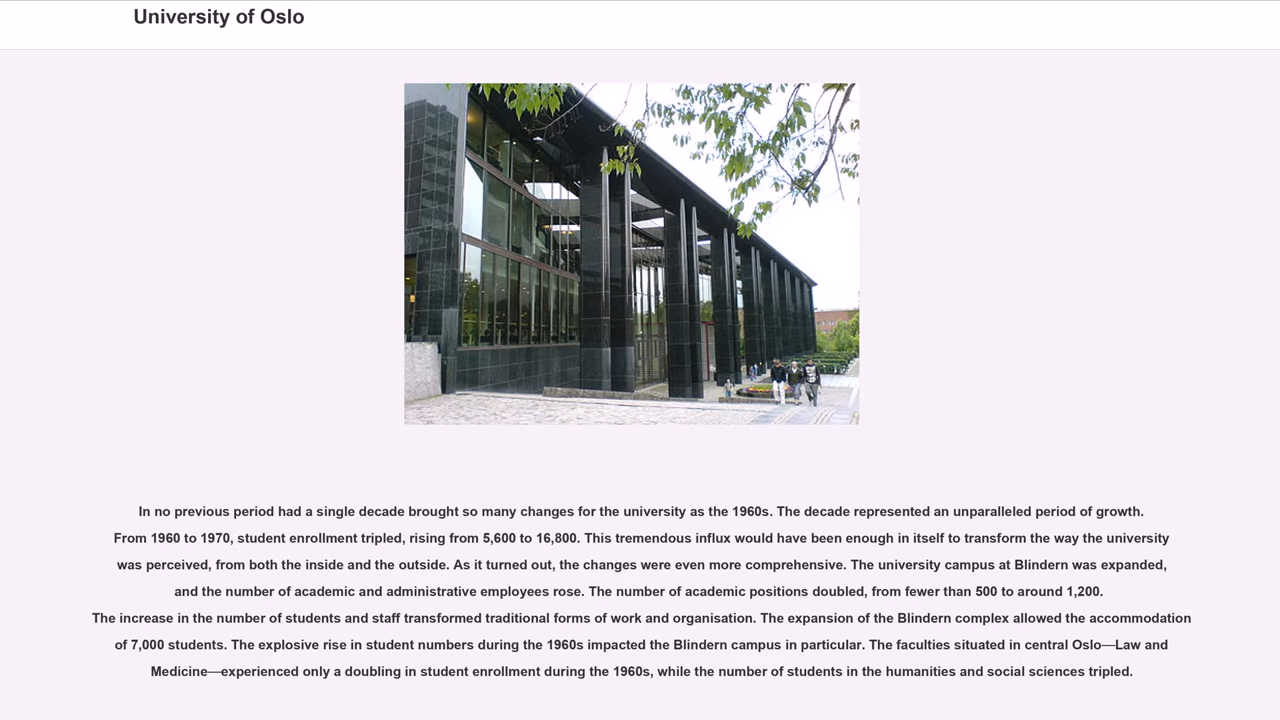 University of Oslo
In no previous period had a single decade brought so many changes for the university as the 1960s. The decade represented an unparalleled period of growth.
From 1960 to 1970, student enrollment tripled, rising from 5,600 to 16,800. This tremendous influx would have been enough in itself to transform the way the university
was perceived, from both the inside and the outside. As it turned out, the changes were even more comprehensive. The university campus at Blindern was expanded,
and the number of academic and administrative employees rose. The number of academic positions doubled, from fewer than 500 to around 1,200.
The increase in the number of students and staff transformed traditional forms of work and organisation. The expansion of the Blindern complex allowed the accommodation
of 7,000 students. The explosive rise in student numbers during the 1960s impacted the Blindern campus in particular. The faculties situated in central Oslo—Law and
Medicine—experienced only a doubling in student enrollment during the 1960s, while the number of students in the humanities and social sciences tripled.